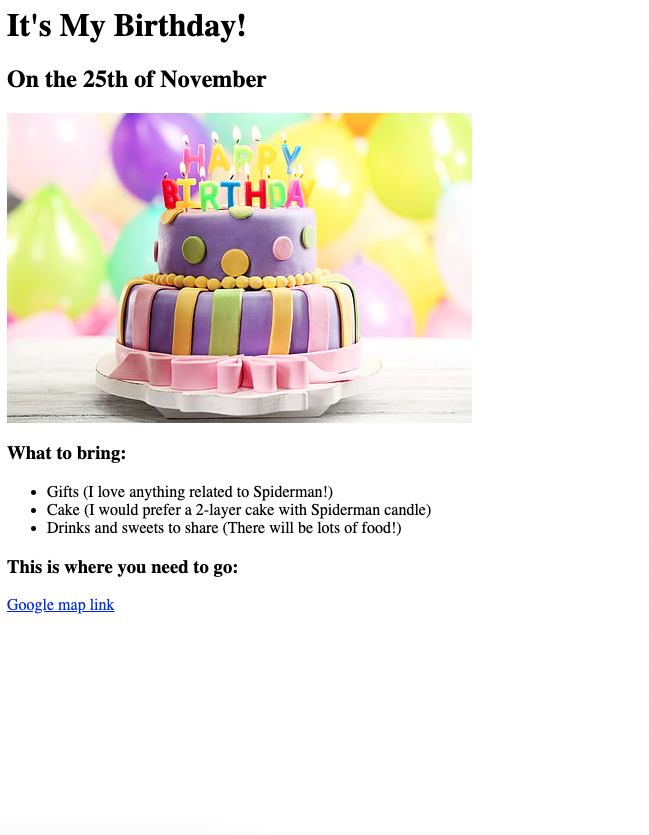 It's My Birthday!
On the 25th of November
HAPPY
BIRTHDAY
What to bring:
Gifts (I love anything related to Spiderman!)
Cake (I would prefer a 2-layer cake with Spiderman candle)
Drinks and sweets to share (There will be lots of food!)
This is where you need to go:
Google map link